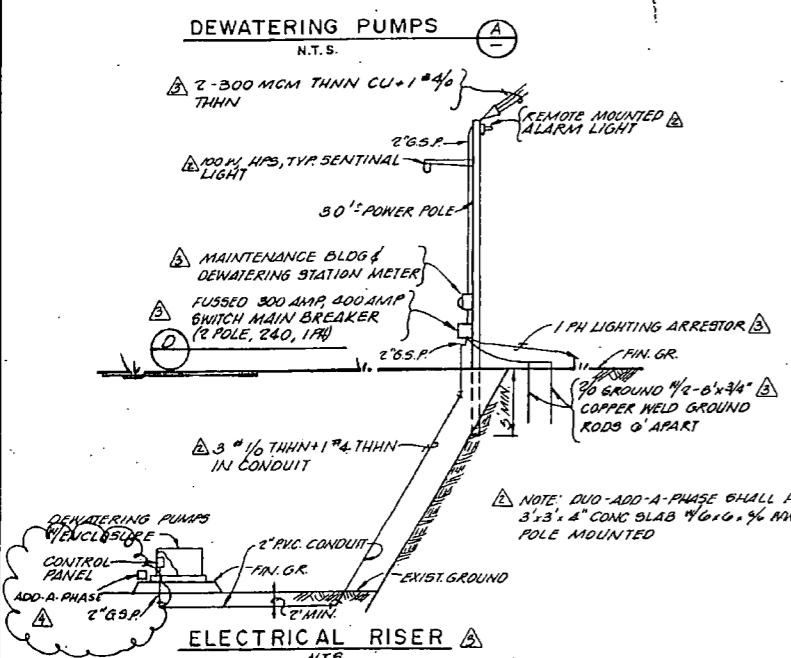 DEWATERING PUMPS
N.T.S.
A
3 2-300 MCM THNN CU+1 #4/0
THHN
REMOTE MOUNTED
ALARM LIGHT 2
2" G.S.P.
2 100 W, HPS, TYP. SENTINAL
LIGHT
30'± POWER POLE
3 MAINTENANCE BLDG &
DEWATERING STATION METER
3 FUSSED 300 AMP, 400 AMP
SWITCH MAIN BREAKER
(2 POLE, 240, 1PH)
D
2" G.S.P.
1 PH LIGHTING ARRESTOR 3
FIN. GR.
5' MIN.
2/0 GROUND W/2-8'x3/4" 3
COPPER WELD GROUND
RODS 6' APART
2 3 #1/0 THHN+1 #4 THHN
IN CONDUIT
2 NOTE: DUO-ADD-A-PHASE SHALL
3'x3'x4" CONC SLAB W/6x6x
POLE MOUNTED
DEWATERING PUMPS
W/ENCLOSURE
CONTROL
PANEL
ADD-A-PHASE
4
2" G.S.P.
2" P.V.C. CONDUIT
FIN. GR.
EXIST. GROUND
2' MIN.
ELECTRICAL RISER 3
N.T.S.